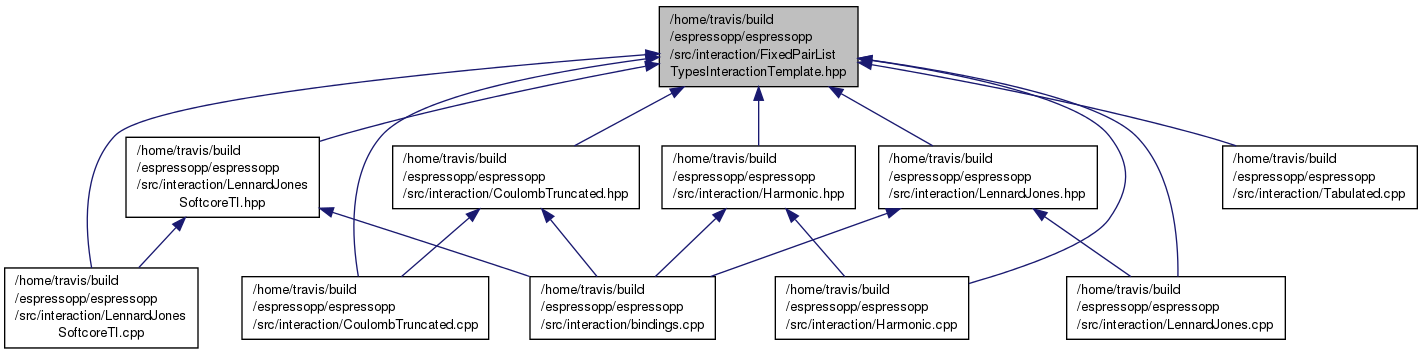 /home/travis/build
/espressopp/espressopp
/src/interaction/FixedPairList
TypesInteractionTemplate.hpp
/home/travis/build
/espressopp/espressopp
/src/interaction/LennardJones
SoftcoreTI.hpp
/home/travis/build
/espressopp/espressopp
/src/interaction/CoulombTruncated.hpp
/home/travis/build
/espressopp/espressopp
/src/interaction/Harmonic.hpp
/home/travis/build
/espressopp/espressopp
/src/interaction/LennardJones.hpp
/home/travis/build
/espressopp/espressopp
/src/interaction/Tabulated.cpp
/home/travis/build
/espressopp/espressopp
/src/interaction/LennardJones
SoftcoreTI.cpp
/home/travis/build
/espressopp/espressopp
/src/interaction/CoulombTruncated.cpp
/home/travis/build
/espressopp/espressopp
/src/interaction/bindings.cpp
/home/travis/build
/espressopp/espressopp
/src/interaction/Harmonic.cpp
/home/travis/build
/espressopp/espressopp
/src/interaction/LennardJones.cpp